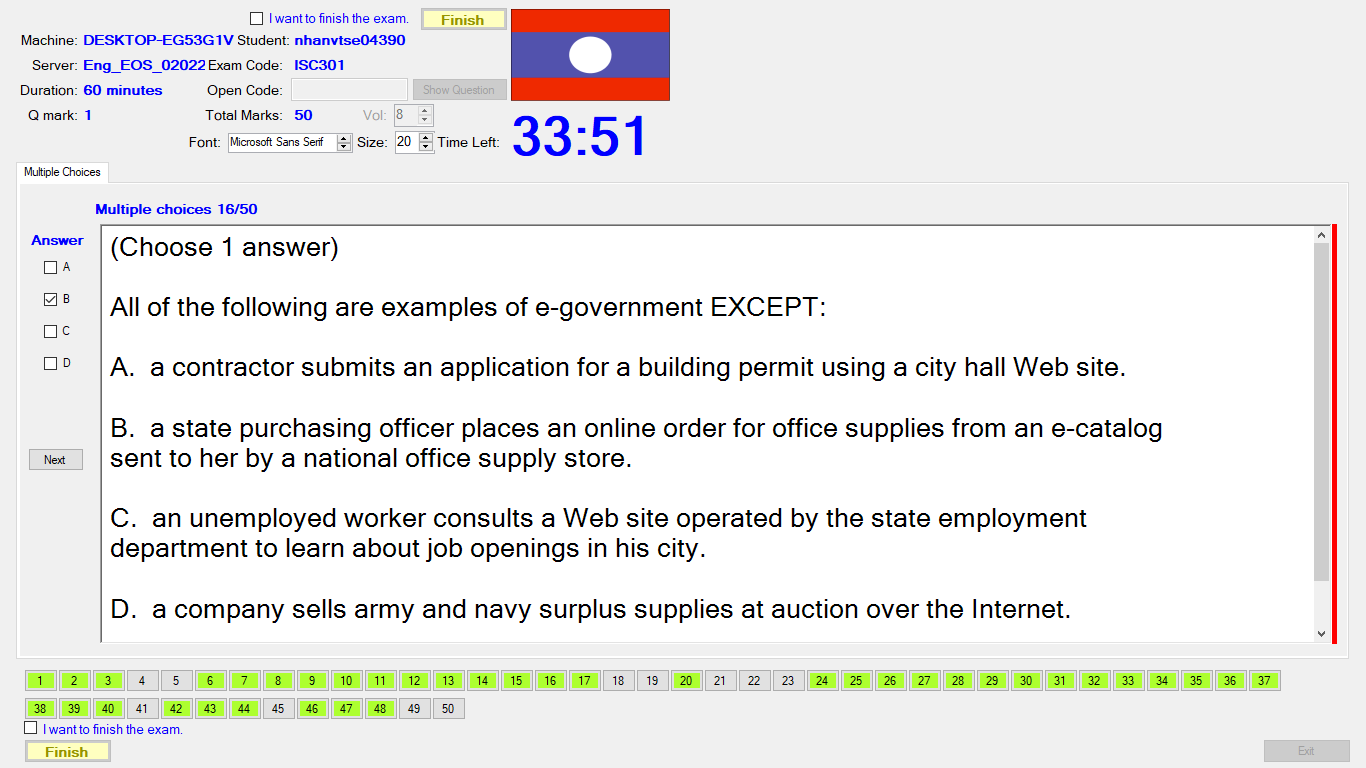 I want to finish the exam.
Finish
Machine: DESKTOP-EG53G1V Student: nhanvtse04390
Server: Eng_EOS_02022 Exam Code: ISC301
Duration: 60 minutes Open Code: Show Question
Q mark: 1 Total Marks: 50 Vol: 8
Font: Microsoft Sans Serif Size: 20 Time Left: 33:51
Multiple Choices
Multiple choices 16/50
Answer
A
B
C
D
Next
(Choose 1 answer)
All of the following are examples of e-government EXCEPT:
A. a contractor submits an application for a building permit using a city hall Web site.
B. a state purchasing officer places an online order for office supplies from an e-catalog
sent to her by a national office supply store.
C. an unemployed worker consults a Web site operated by the state employment
department to learn about job openings in his city.
D. a company sells army and navy surplus supplies at auction over the Internet.
1 2 3 4 5 6 7 8 9 10 11 12 13 14 15 16 17 18 19 20 21 22 23 24 25 26 27 28 29 30 31 32 33 34 35 36 37
38 39 40 41 42 43 44 45 46 47 48 49 50
I want to finish the exam.
Finish
Exit